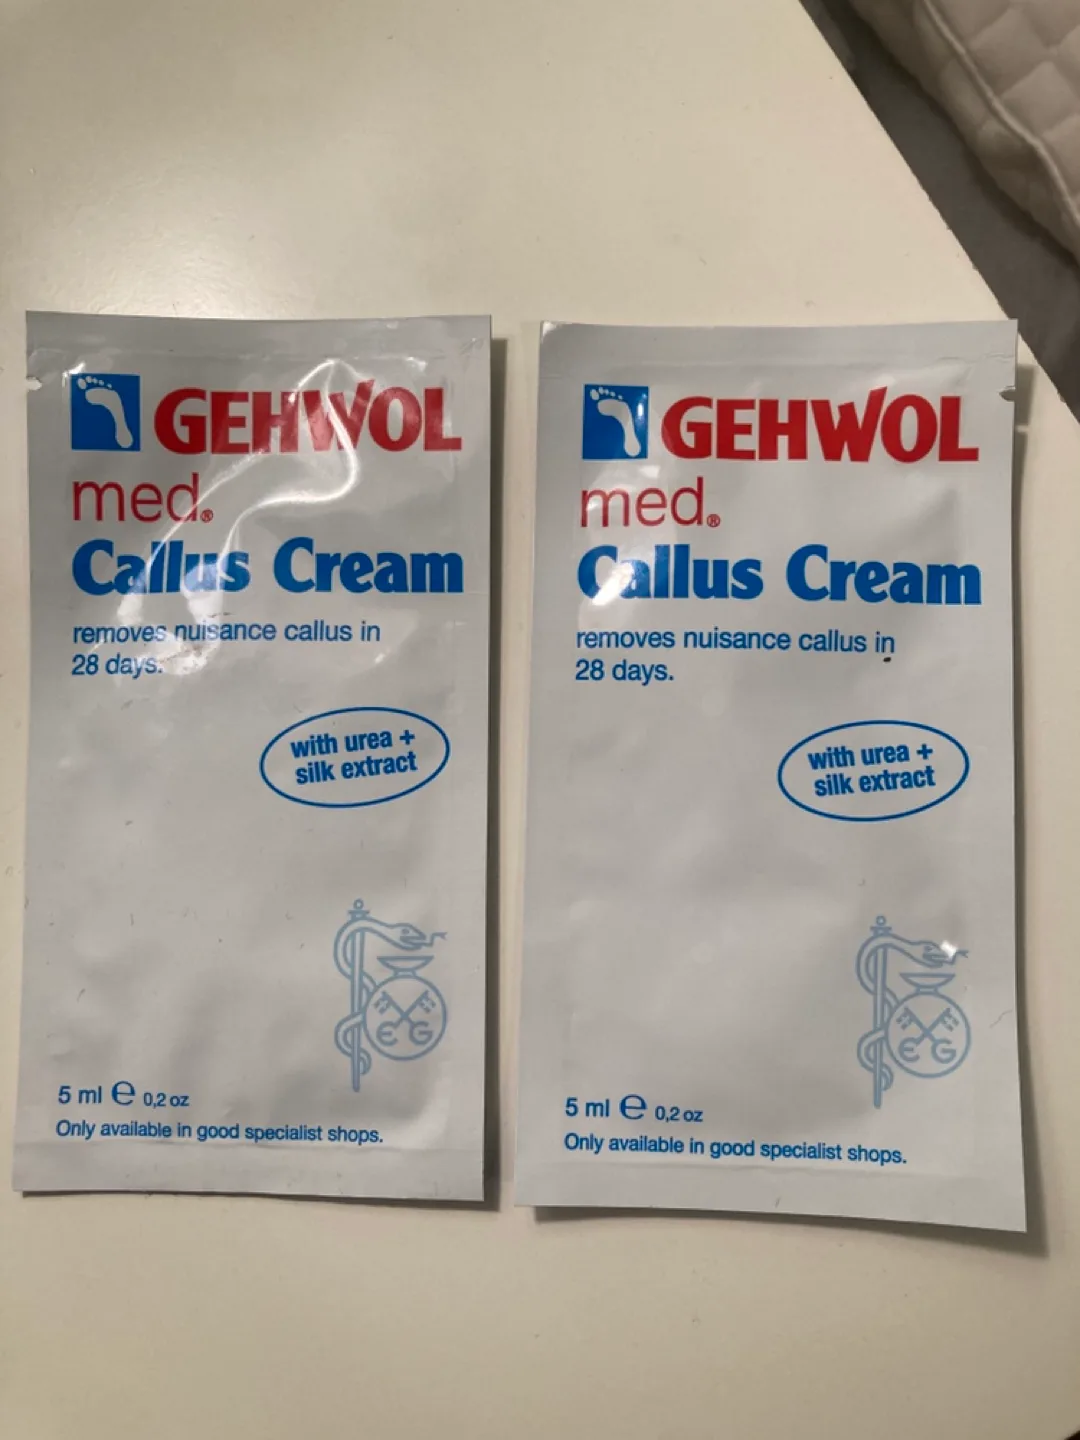 GEHWOL
med®
Callus Cream
removes nuisance callus in
28 days.
with urea +
silk extract
E G
5 ml ℮ 0,2 oz
Only available in good specialist shops.
GEHWOL
med®
Callus Cream
removes nuisance callus in
28 days.
with urea +
silk extract
E G
5 ml ℮ 0,2 oz
Only available in good specialist shops.